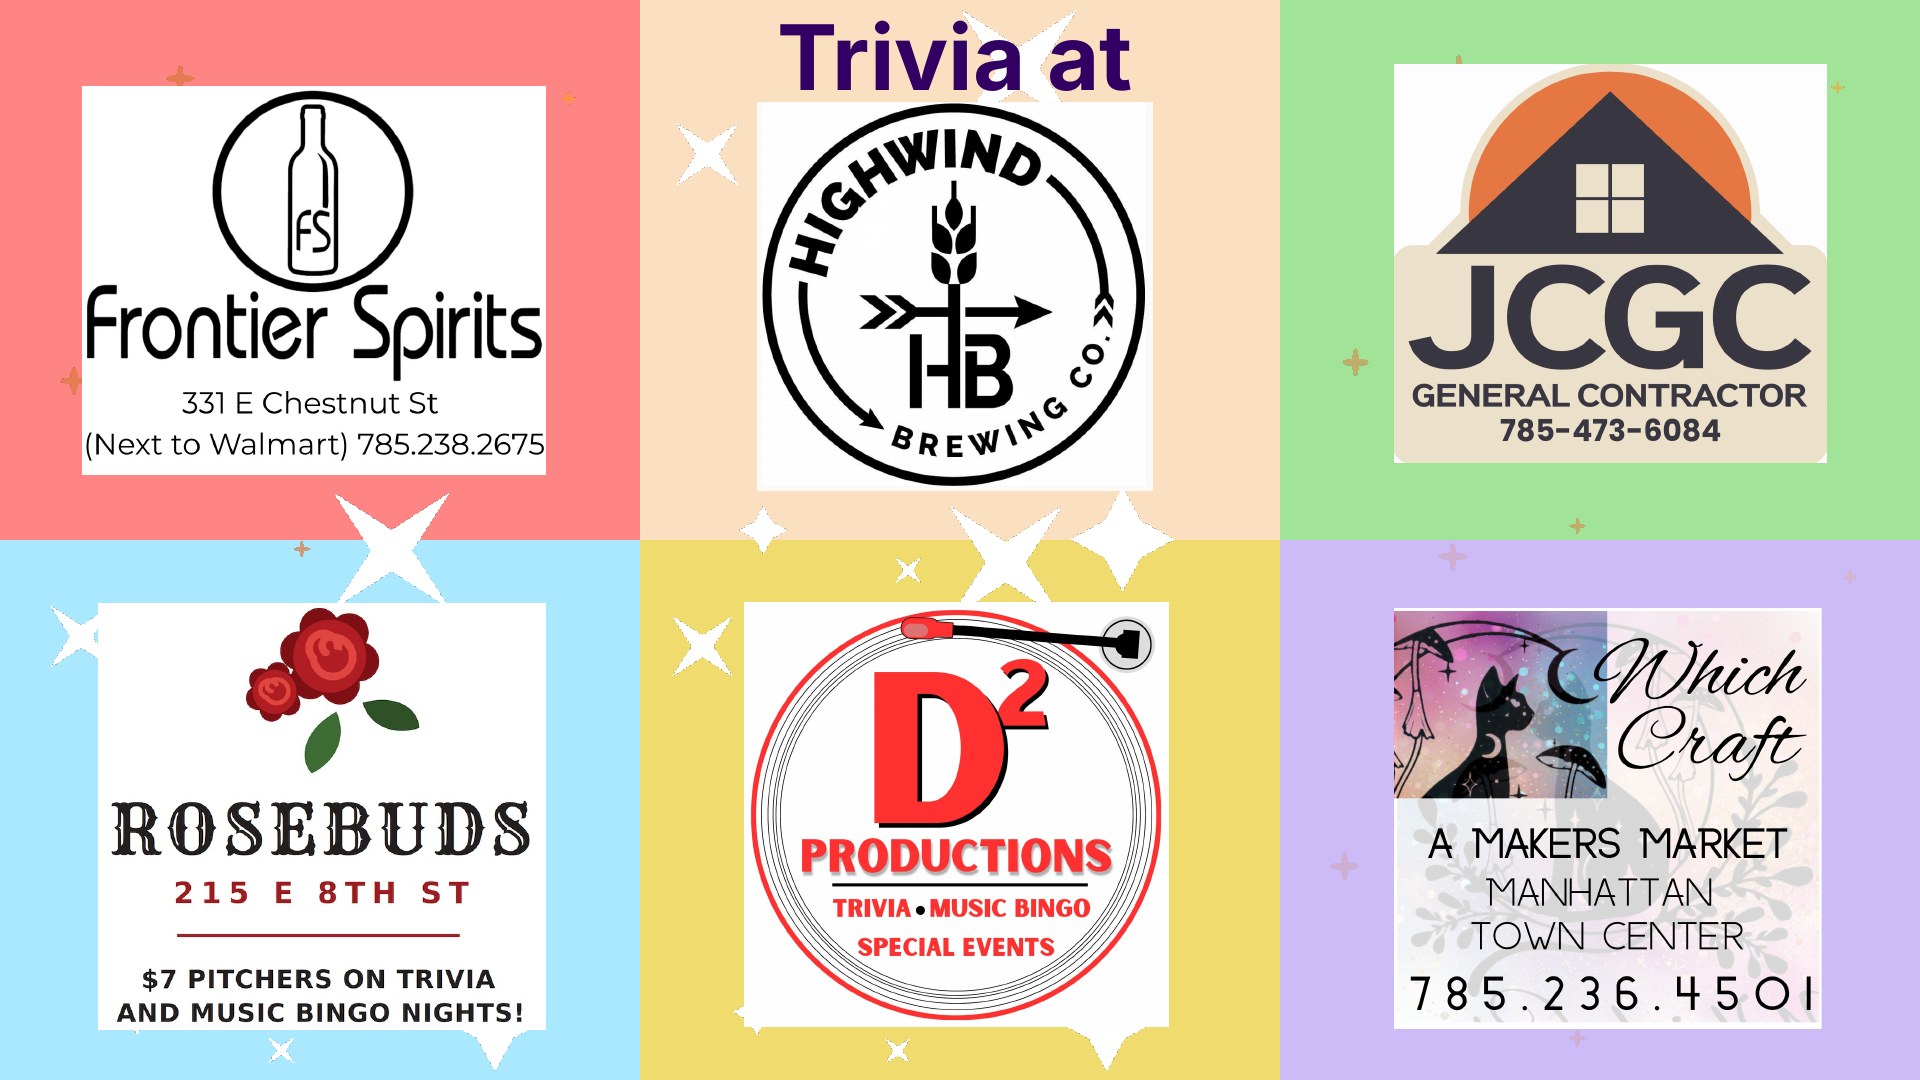 FS
Frontier Spirits
331 E Chestnut St
(Next to Walmart) 785.238.2675
Trivia at
HIGHWIND
HB
BREWING CO.
JCGC
GENERAL CONTRACTOR
785-473-6084
ROSEBUDS
215 E 8TH ST
$7 PITCHERS ON TRIVIA
AND MUSIC BINGO NIGHTS!
D²
PRODUCTIONS
TRIVIA•MUSIC BINGO
SPECIAL EVENTS
Which
Craft
A MAKERS MARKET
MANHATTAN
TOWN CENTER
785.236.4501